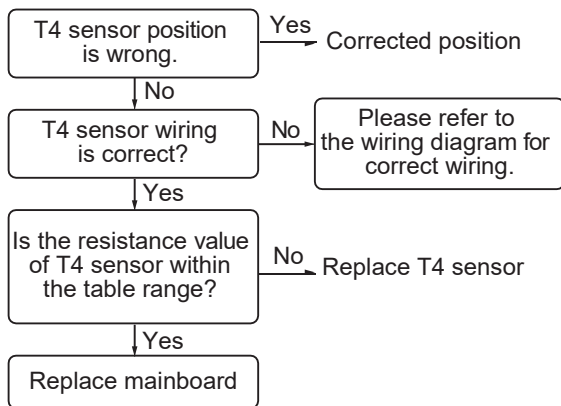 T4 sensor position
is wrong.
Yes
Corrected position
No
T4 sensor wiring
is correct?
No
Please refer to
the wiring diagram for
correct wiring.
Yes
Is the resistance value
of T4 sensor within
the table range?
No
Replace T4 sensor
Yes
Replace mainboard